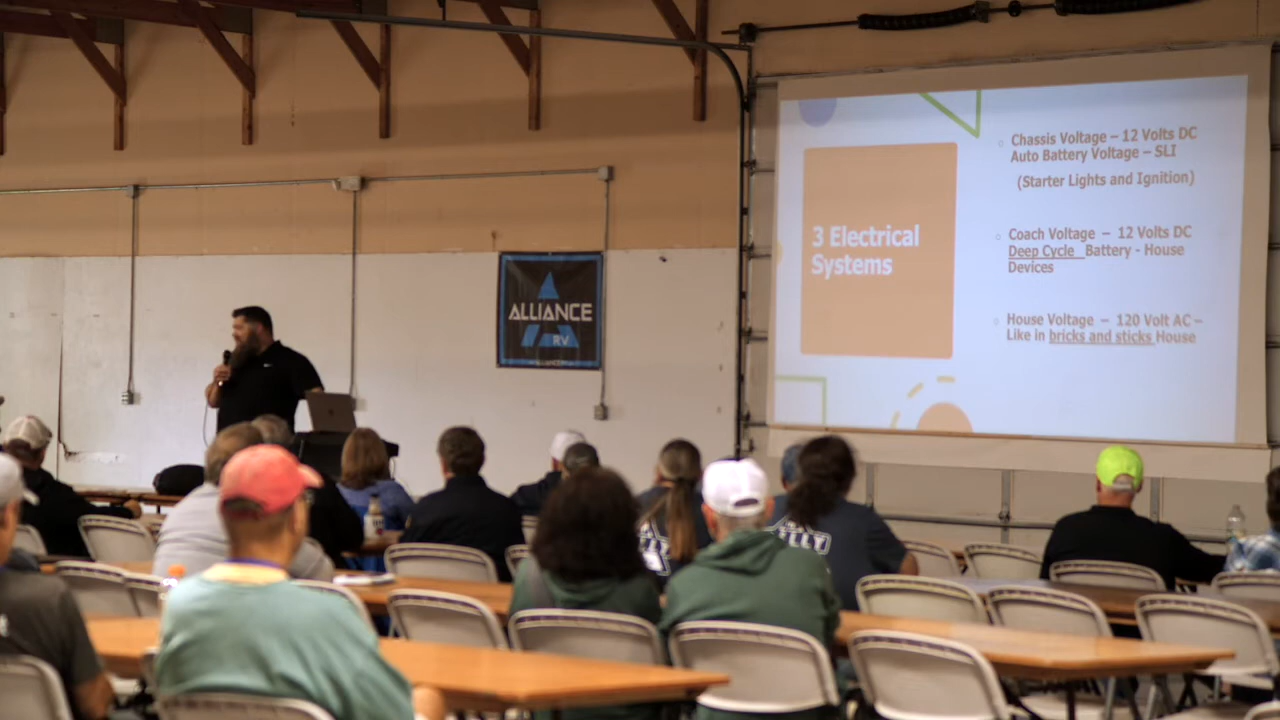 Chassis Voltage – 12 Volts DC
Auto Battery Voltage – SLI
(Starter Lights and Ignition)
3 Electrical
Systems
Coach Voltage – 12 Volts DC
Deep Cycle Battery - House
Devices
House Voltage – 120 Volt AC –
Like in bricks and sticks House
ALLIANCE
RV